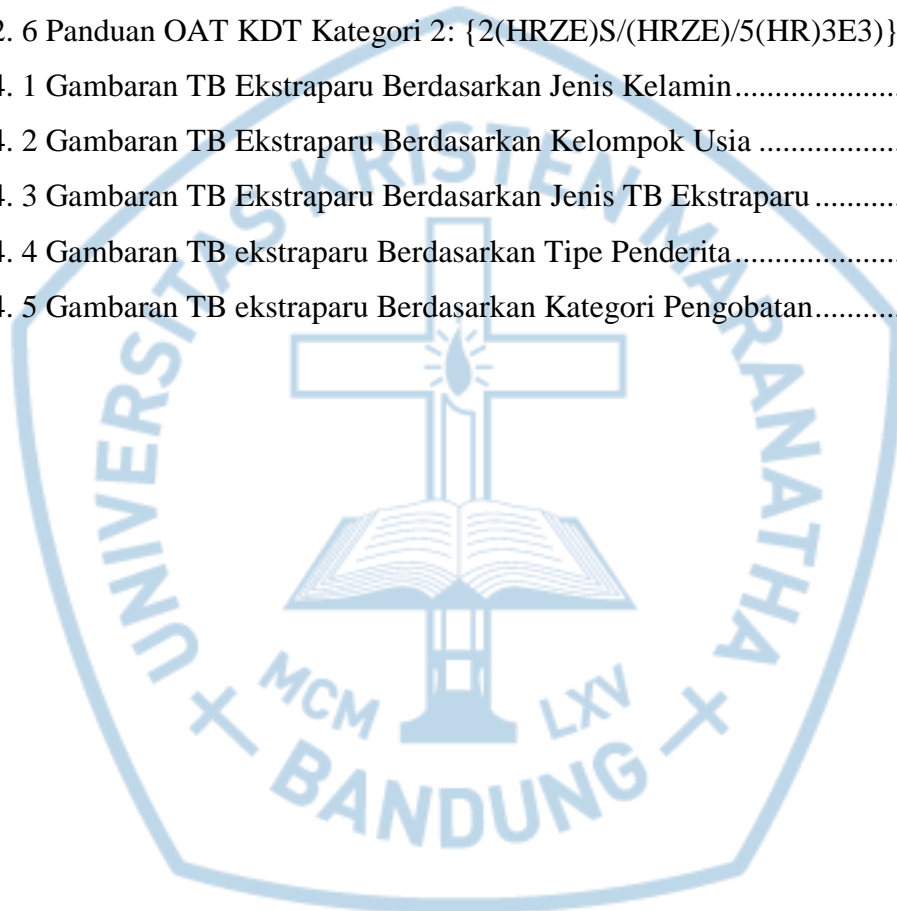 2. 6 Panduan OAT KDT Kategori 2: {2(HRZE)S/(HRZE)/5(HR)3E3)}
4. 1 Gambaran TB Ekstraparu Berdasarkan Jenis Kelamin....................
4. 2 Gambaran TB Ekstraparu Berdasarkan Kelompok Usia .................
4. 3 Gambaran TB Ekstraparu Berdasarkan Jenis TB Ekstraparu ..........
4. 4 Gambaran TB ekstraparu Berdasarkan Tipe Penderita....................
4. 5 Gambaran TB ekstraparu Berdasarkan Kategori Pengobatan..........
UNIVERSITAS KRISTEN MARANATHA
MCM LXV
BANDUNG